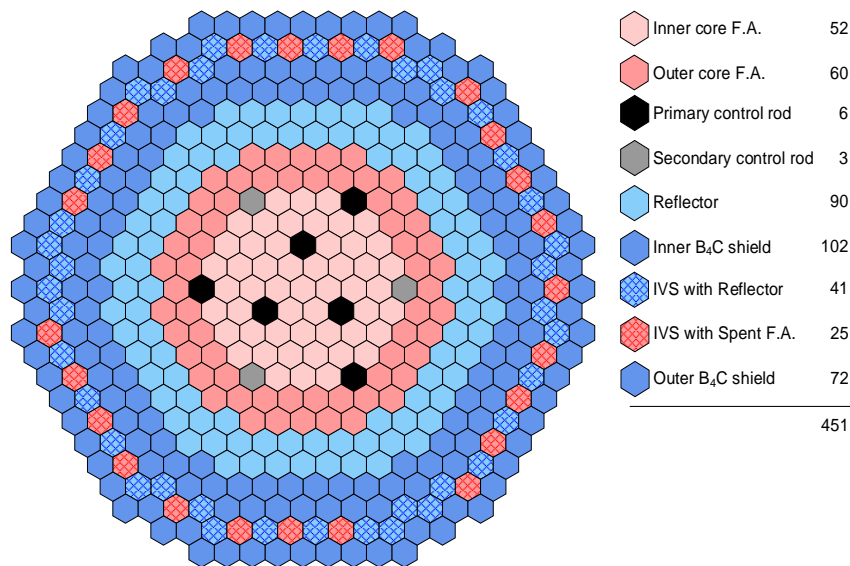 Inner core F.A. 52
Outer core F.A. 60
Primary control rod 6
Secondary control rod 3
Reflector 90
Inner B₄C shield 102
IVS with Reflector 41
IVS with Spent F.A. 25
Outer B₄C shield 72
451